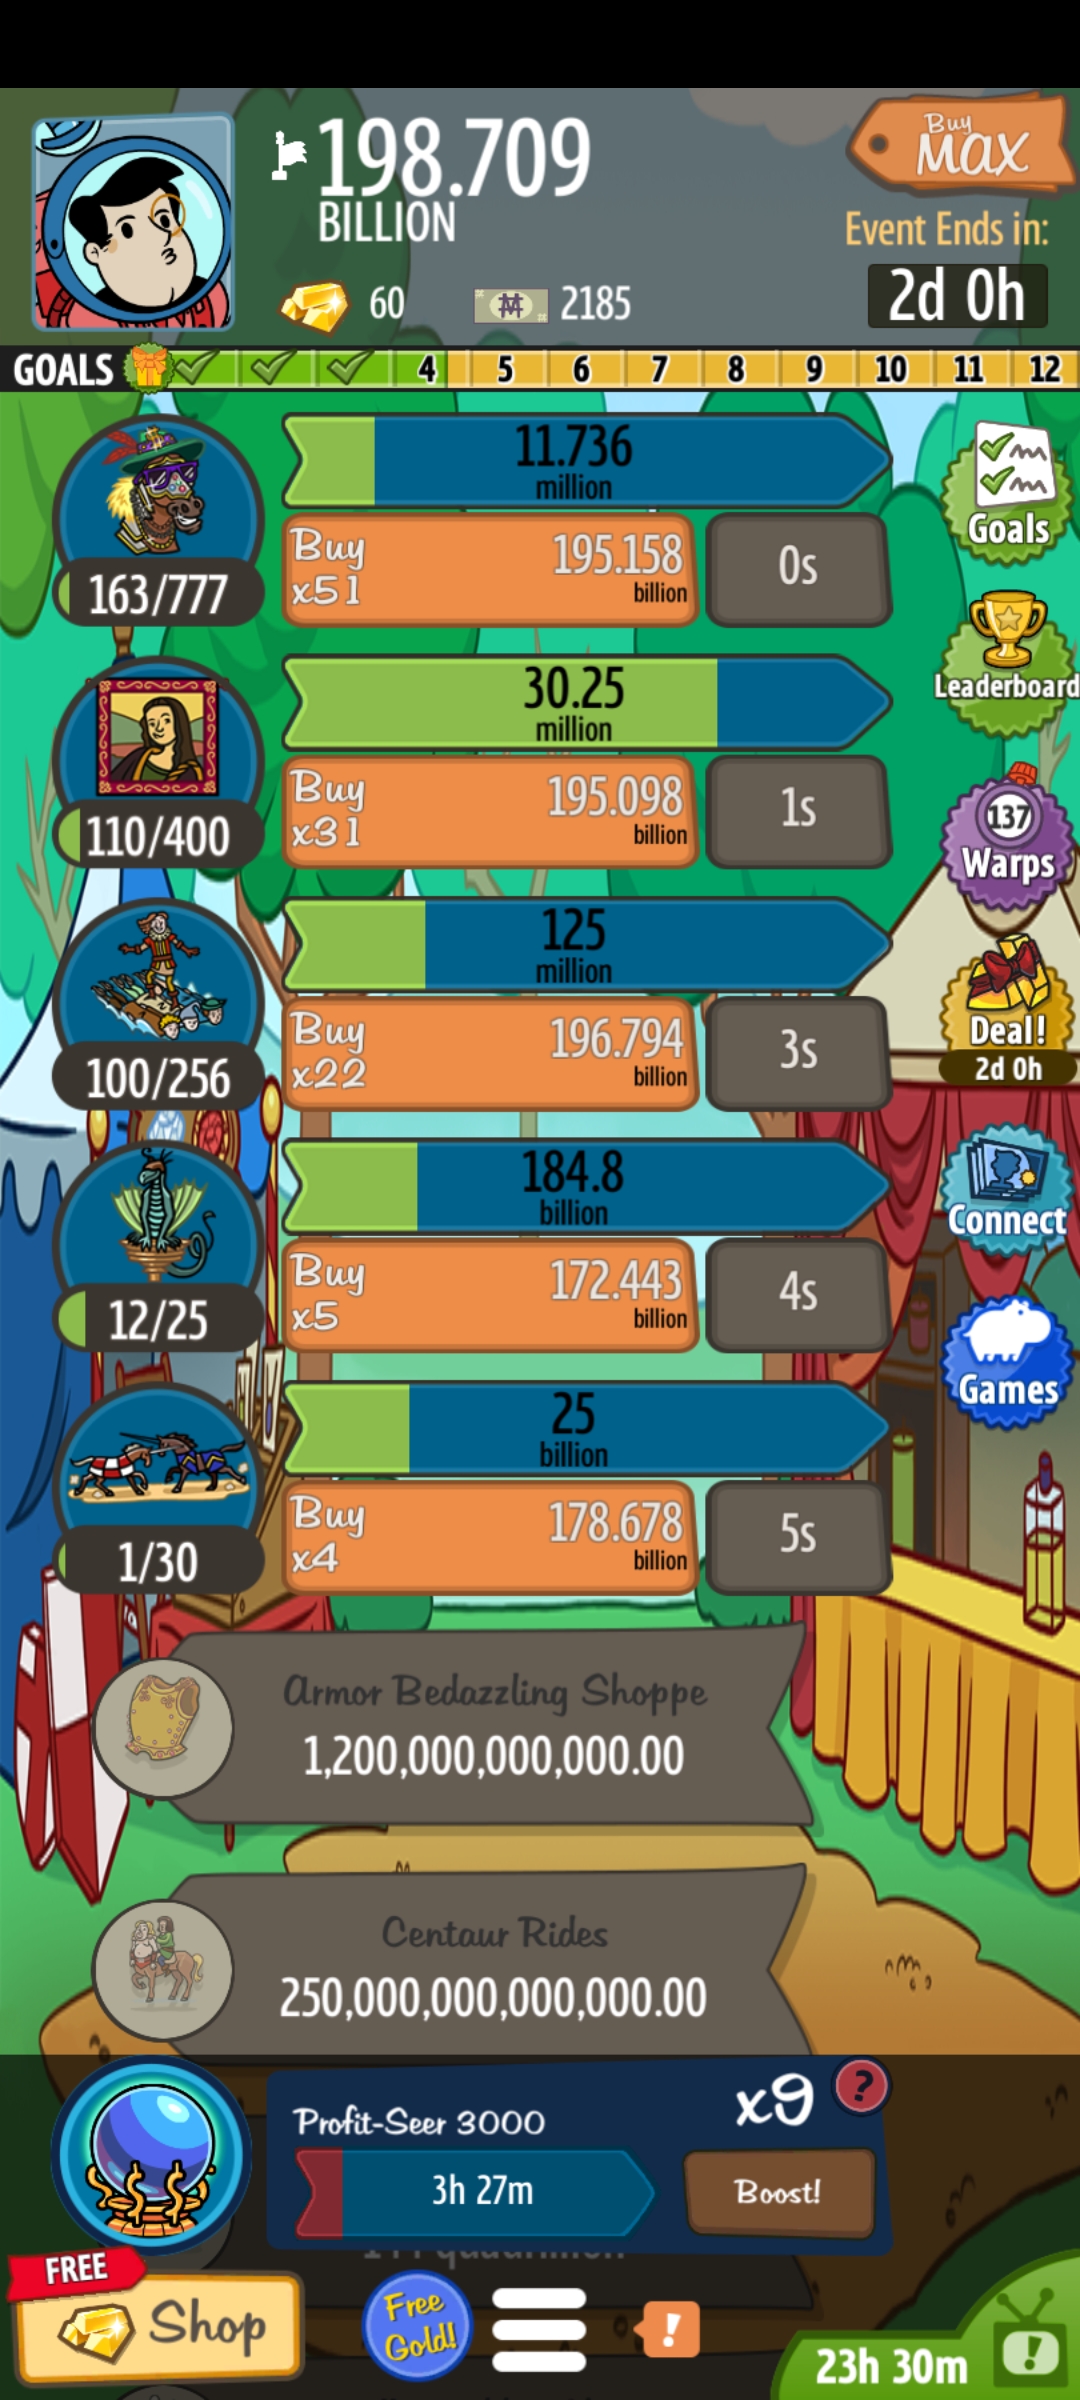 198.709
BILLION
Buy
MAX
Event Ends in:
2d 0h
60
2185
GOALS
4
5
6
7
8
9
10
11
12
11.736
million
Buy
x51
195.158
billion
0s
163/777
Goals
30.25
million
Leaderboard
Buy
x31
195.098
billion
1s
110/400
137
Warps
125
million
Buy
x22
196.794
billion
3s
100/256
Deal!
2d 0h
184.8
billion
Buy
x5
172.443
billion
4s
12/25
Connect
25
billion
Games
Buy
x4
178.678
billion
5s
1/30
Armor Bedazzling Shoppe
1,200,000,000,000.00
Centaur Rides
250,000,000,000,000.00
Profit-Seer 3000
x9
?
3h 27m
Boost!
FREE
Shop
Free
Gold!
!
23h 30m
!